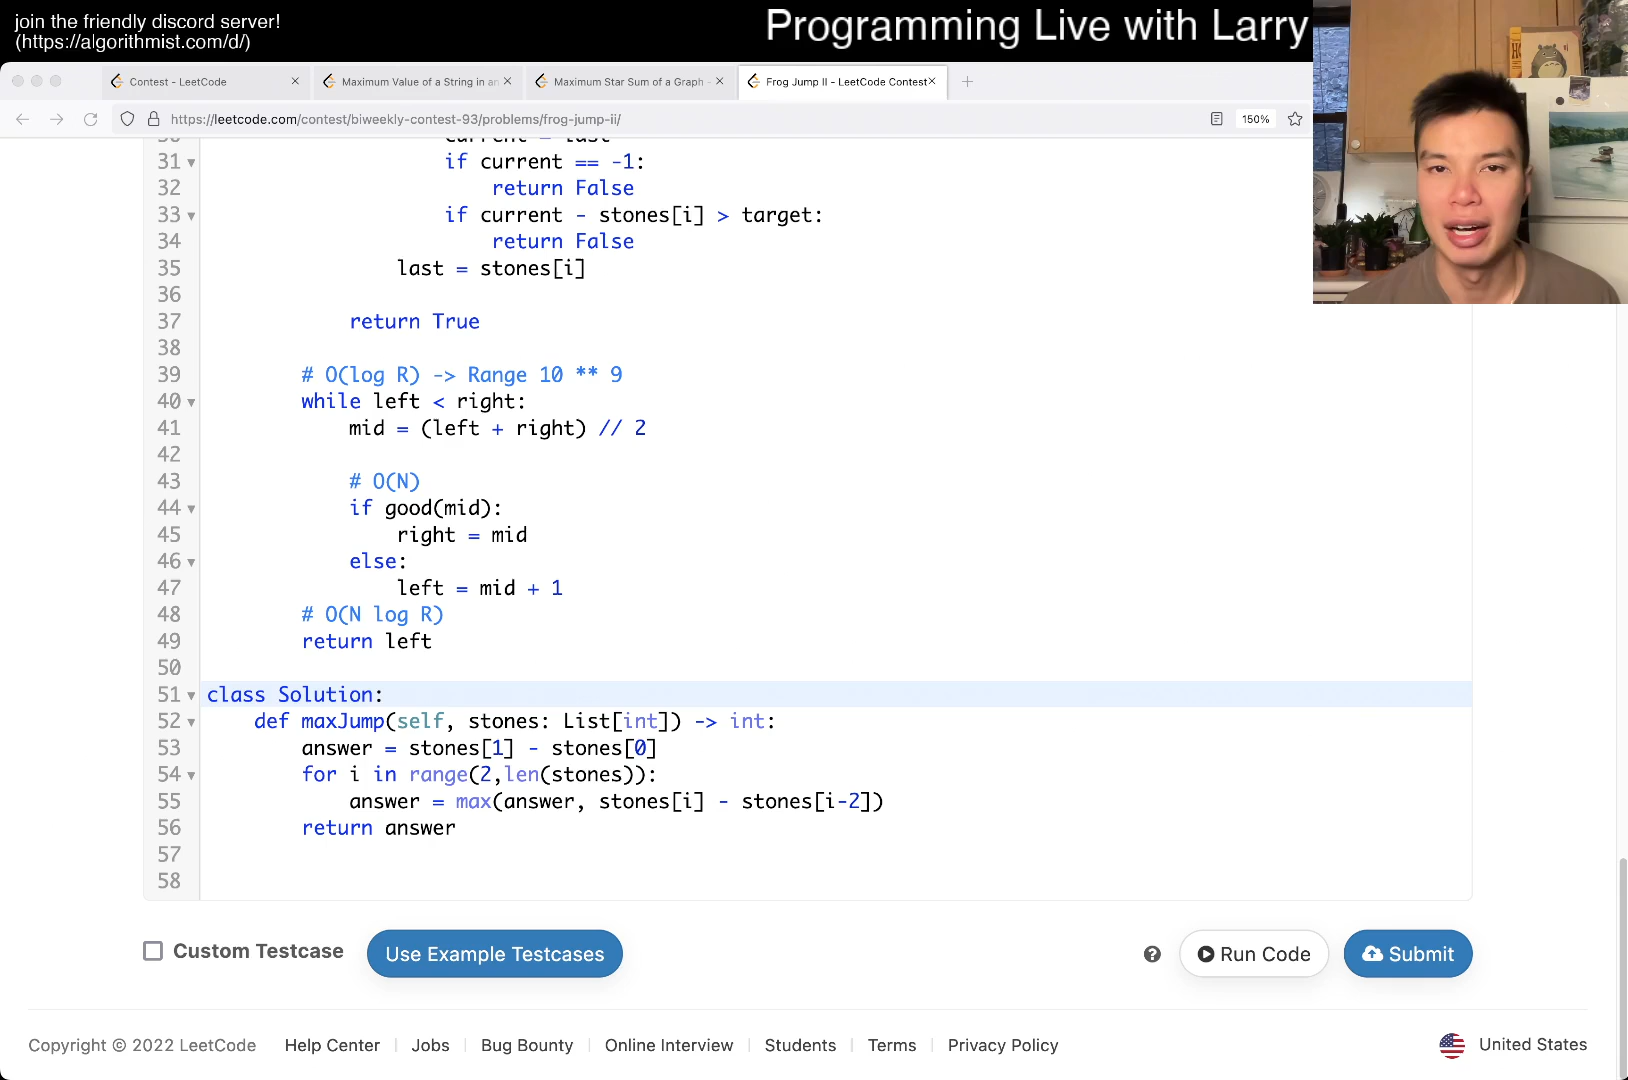 join the friendly discord server!
(https://algorithmist.com/d/)
Programming Live with Larry
Contest - LeetCode
Maximum Value of a String in an
Maximum Star Sum of a Graph -
Frog Jump II - LeetCode Contest
https://leetcode.com/contest/biweekly-contest-93/problems/frog-jump-ii/
150%
30 current = last
31 if current == -1:
32 return False
33 if current - stones[i] > target:
34 return False
35 last = stones[i]
36
37 return True
38
39 # O(log R) -> Range 10 ** 9
40 while left < right:
41 mid = (left + right) // 2
42
43 # O(N)
44 if good(mid):
45 right = mid
46 else:
47 left = mid + 1
48 # O(N log R)
49 return left
50
51 class Solution:
52 def maxJump(self, stones: List[int]) -> int:
53 answer = stones[1] - stones[0]
54 for i in range(2,len(stones)):
55 answer = max(answer, stones[i] - stones[i-2])
56 return answer
57
58
Custom Testcase
Use Example Testcases
Run Code
Submit
Copyright © 2022 LeetCode
Help Center
Jobs
Bug Bounty
Online Interview
Students
Terms
Privacy Policy
United States